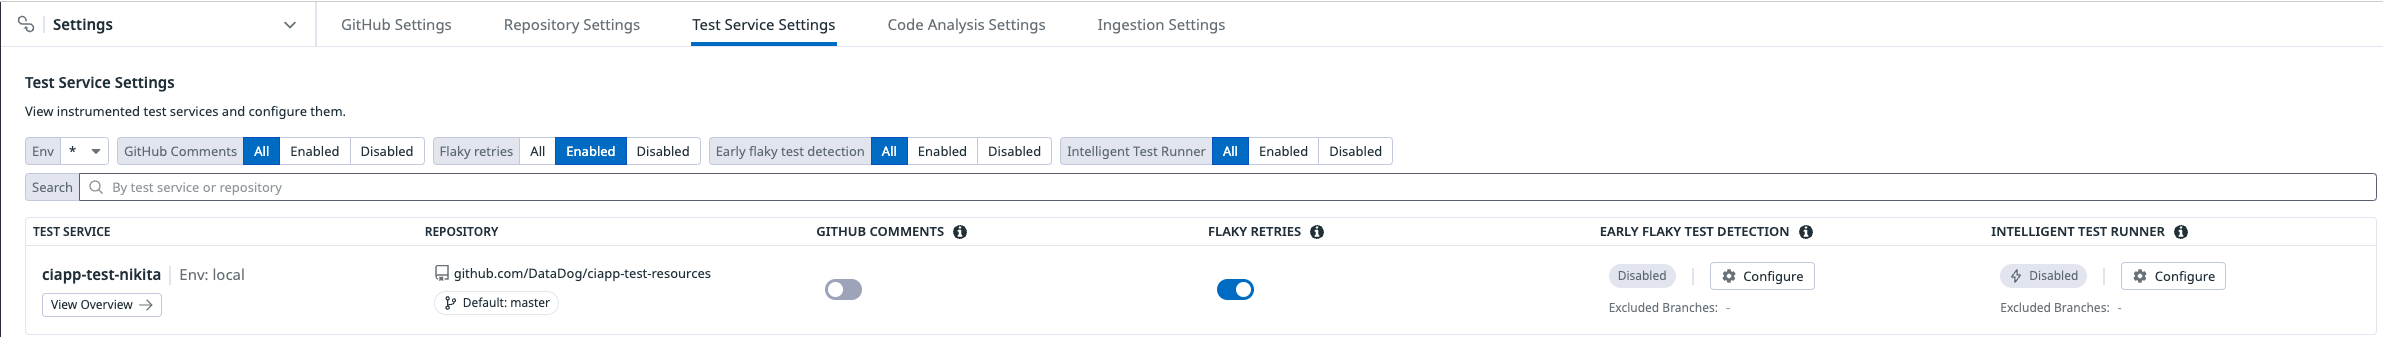 Settings
GitHub Settings
Repository Settings
Test Service Settings
Code Analysis Settings
Ingestion Settings
Test Service Settings
View instrumented test services and configure them.
Env * GitHub Comments All Enabled Disabled Flaky retries All Enabled Disabled Early flaky test detection All Enabled Disabled Intelligent Test Runner All Enabled Disabled
Search By test service or repository
TEST SERVICE REPOSITORY GITHUB COMMENTS FLAKY RETRIES EARLY FLAKY TEST DETECTION INTELLIGENT TEST RUNNER
ciapp-test-nikita Env: local
View Overview
github.com/DataDog/ciapp-test-resources
Default: master
Disabled Configure
Excluded Branches: -
Disabled Configure
Excluded Branches: -